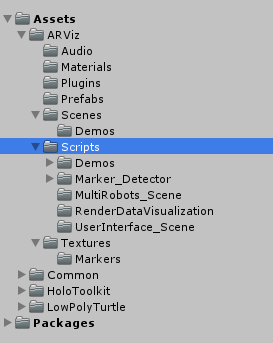 Assets
ARViz
Audio
Materials
Plugins
Prefabs
Scenes
Demos
Scripts
Demos
Marker_Detector
MultiRobots_Scene
RenderDataVisualization
UserInterface_Scene
Textures
Markers
Common
HoloToolkit
LowPolyTurtle
Packages